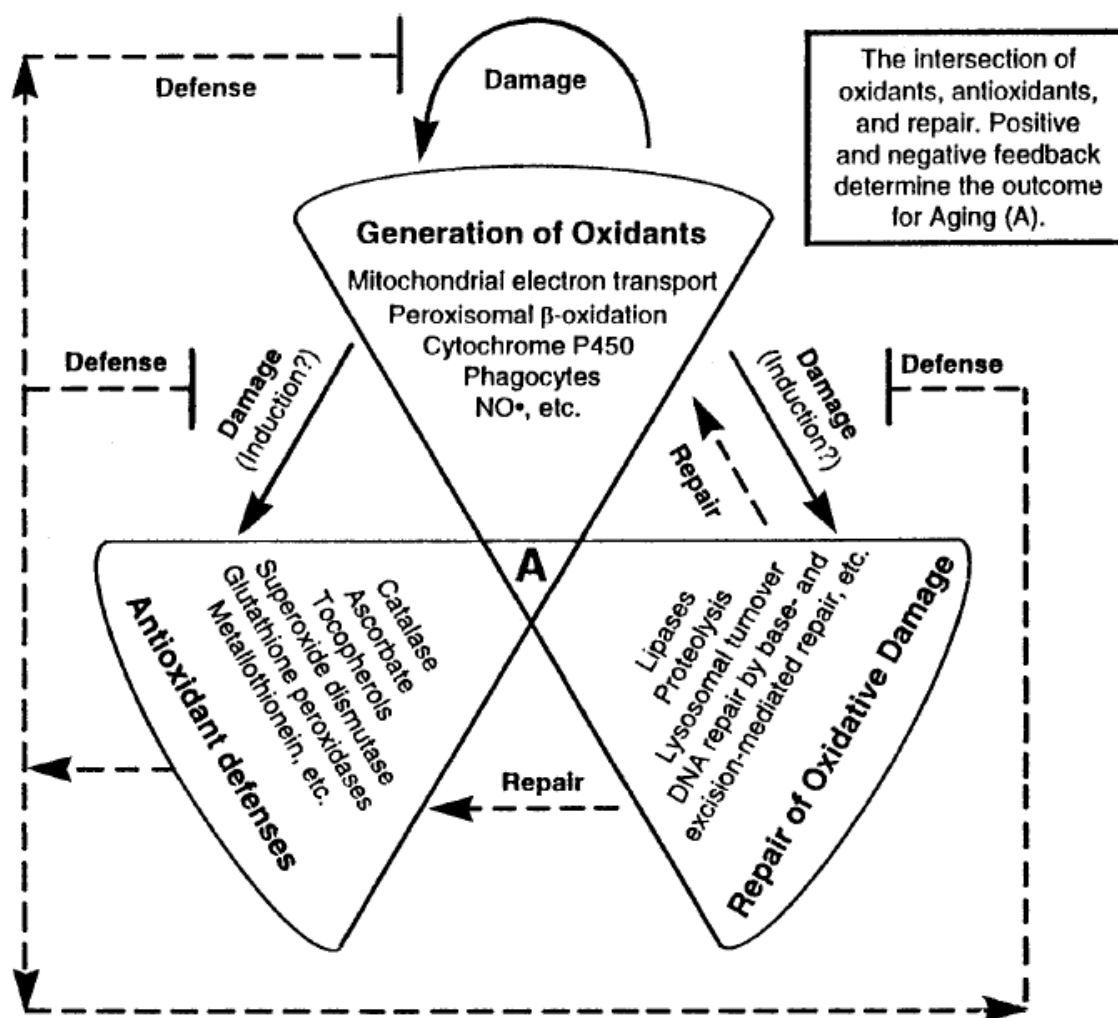 Defense
Damage
The intersection of
oxidants, antioxidants,
and repair. Positive
and negative feedback
determine the outcome
for Aging (A).
Generation of Oxidants
Mitochondrial electron transport
Peroxisomal β-oxidation
Cytochrome P450
Phagocytes
NO•, etc.
Defense
Damage
(Induction?)
Damage
(Induction?)
Defense
Repair
A
Antioxidant defenses
Catalase
Ascorbate
Tocopherols
Superoxide dismutase
Glutathione peroxidases
Metallothionein, etc.
Repair
Lipases
Proteolysis
Lysosomal turnover
DNA repair by base- and
excision-mediated repair, etc.
Repair of Oxidative Damage